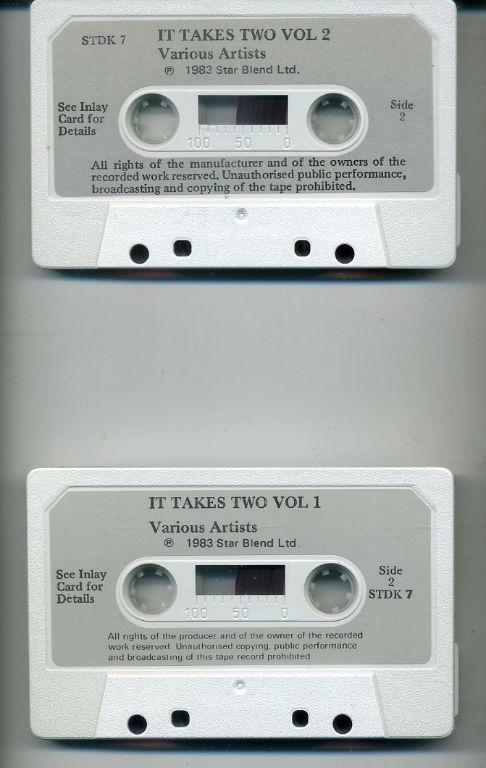 STDK 7 IT TAKES TWO VOL 2
Various Artists
℗ 1983 Star Blend Ltd.
See Inlay
Card for
Details
Side
2
100 50 0
All rights of the manufacturer and of the owners of the
recorded work reserved. Unauthorised public performance,
broadcasting and copying of the tape prohibited.
IT TAKES TWO VOL 1
Various Artists
℗ 1983 Star Blend Ltd.
See Inlay
Card for
Details
Side
2
STDK 7
100 50 0
All rights of the producer and of the owner of the recorded
work reserved. Unauthorised copying, public performance
and broadcasting of this tape record prohibited